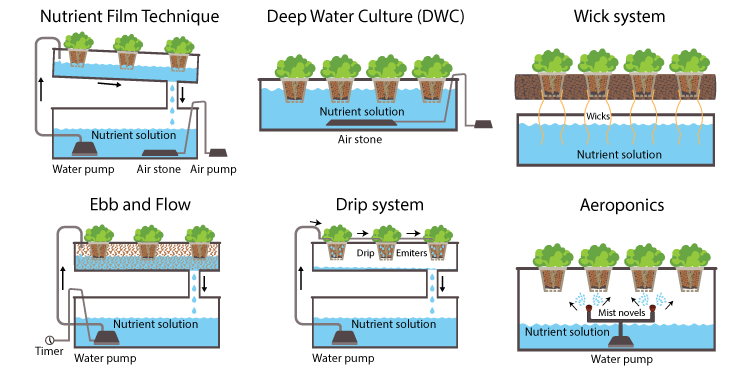 Nutrient Film Technique
Nutrient solution
Water pump
Air stone
Air pump
Deep Water Culture (DWC)
Nutrient solution
Air stone
Wick system
Wicks
Nutrient solution
Ebb and Flow
Nutrient solution
Timer
Water pump
Drip system
Drip
Emiters
Nutrient solution
Water pump
Aeroponics
Mist novels
Nutrient solution
Water pump